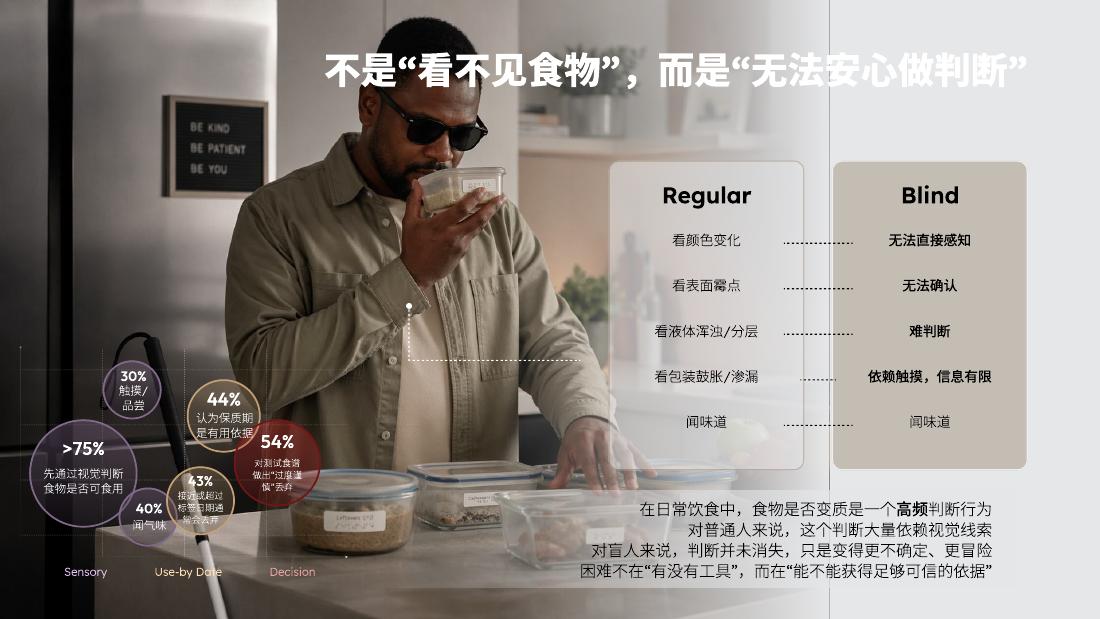 不是“看不见食物”，而是“无法安心做判断”
BE KIND
BE PATIENT
BE YOU
Regular
Blind
看颜色变化
无法直接感知
看表面霉点
无法确认
看液体浑浊/分层
难判断
看包装鼓胀/渗漏
依赖触摸，信息有限
闻味道
闻味道
30%
触摸/
品尝
44%
认为保质期
是有用依据
>75%
先通过视觉判断
食物是否可食用
54%
对测试食谱
做出“过度谨
慎”丢弃
43%
接近或超过
标签日期通
常会丢弃
40%
闻气味
Sensory
Use-by Date
Decision
在日常饮食中，食物是否变质是一个高频判断行为
对普通人来说，这个判断大量依赖视觉线索
对盲人来说，判断并未消失，只是变得更不确定、更冒险
困难不在“有没有工具”，而在“能不能获得足够可信的依据”